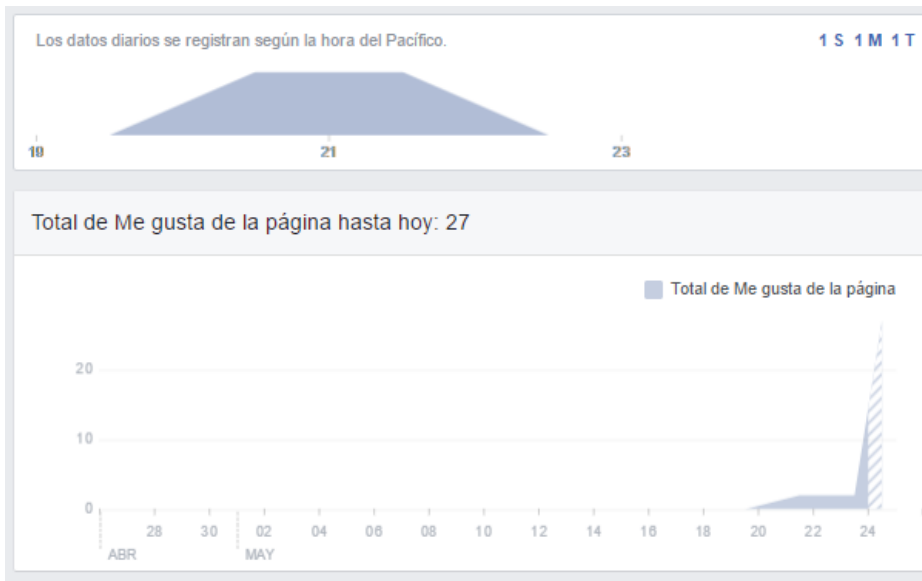 Los datos diarios se registran según la hora del Pacífico.
1 S 1 M 1 T
19 21 23
Total de Me gusta de la página hasta hoy: 27
Total de Me gusta de la página
20
10
0
28 30 02 04 06 08 10 12 14 16 18 20 22 24
ABR MAY